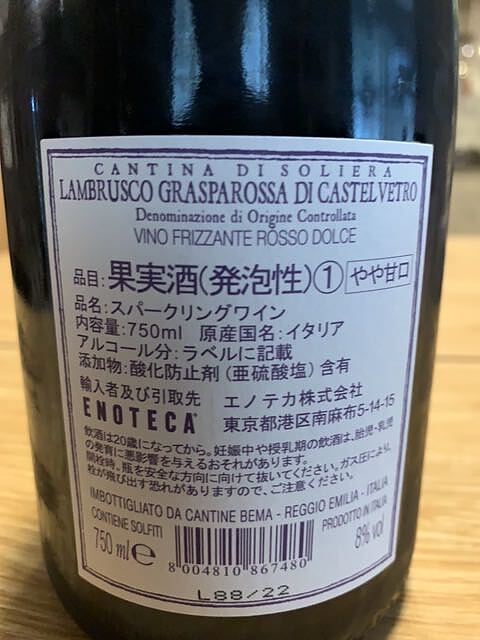 CANTINA DI SOLIERA
LAMBRUSCO GRASPAROSSA DI CASTELVETRO
Denominazione di Origine Controllata
VINO FRIZZANTE ROSSO DOLCE
品目:果実酒(発泡性)① やや甘口
品名:スパークリングワイン
内容量:750ml 原産国名:イタリア
アルコール分:ラベルに記載
添加物:酸化防止剤(亜硫酸塩)含有
輸入者及び引取先 エノテカ株式会社
ENOTECA® 東京都港区南麻布5-14-15
飲酒は20歳になってから。妊娠中や授乳期の飲酒は、胎児・乳児
の発育に悪影響を与えるおそれがあります。
開栓時、瓶を安全な方向に向けて抜いてください。ガス圧により、
栓が飛び出す恐れがありますので、ご注意ください。
IMBOTTIGLIATO DA CANTINE BEMA - REGGIO EMILIA - ITALIA
CONTIENE SOLFITI PRODOTTO IN ITALIA
750 ml e 8% vol
8 004810 867480
L88/22